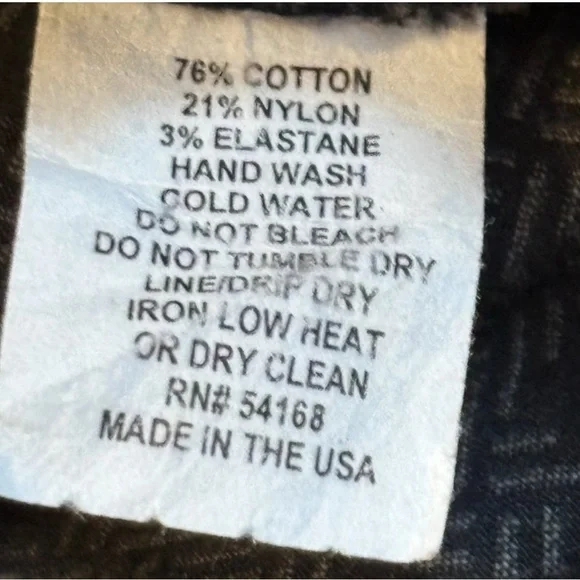 76% COTTON
21% NYLON
3% ELASTANE
HAND WASH
COLD WATER
DO NOT BLEACH
DO NOT TUMBLE DRY
LINE/DRIP DRY
IRON LOW HEAT
OR DRY CLEAN
RN# 54168
MADE IN THE USA